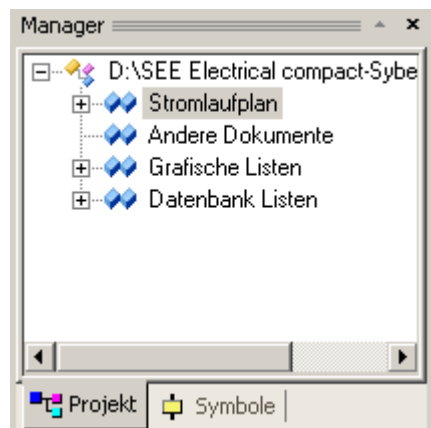 Manager
D:\SEE Electrical compact-Sybe
Stromlaufplan
Andere Dokumente
Grafische Listen
Datenbank Listen
Projekt Symbole